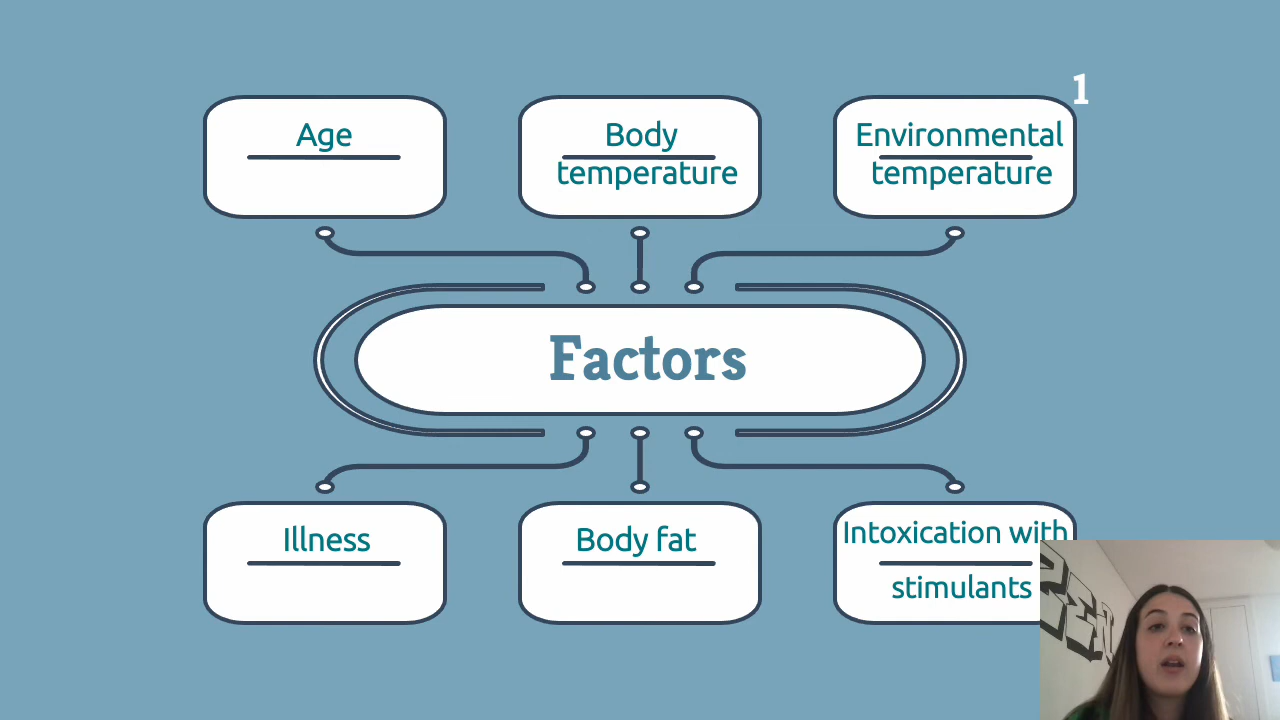 1
Age
Body
temperature
Environmental
temperature
Factors
Illness
Body fat
Intoxication with
stimulants